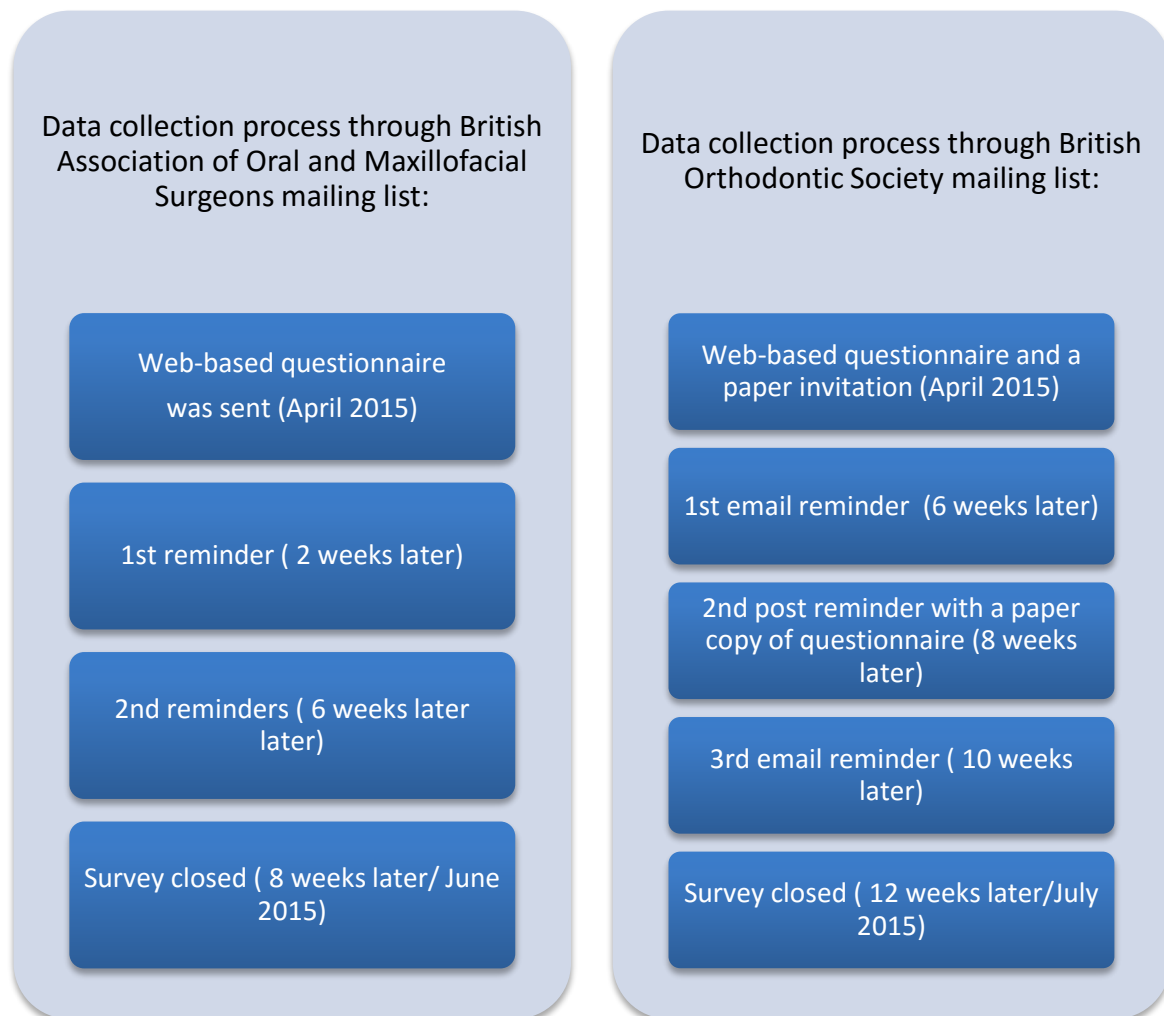 Data collection process through British
Association of Oral and Maxillofacial
Surgeons mailing list:
Web-based questionnaire
was sent (April 2015)
1st reminder ( 2 weeks later)
2nd reminders ( 6 weeks later
later)
Survey closed ( 8 weeks later/ June
2015)
Data collection process through British
Orthodontic Society mailing list:
Web-based questionnaire and a
paper invitation (April 2015)
1st email reminder  (6 weeks later)
2nd post reminder with a paper
copy of questionnaire (8 weeks
later)
3rd email reminder ( 10 weeks
later)
Survey closed ( 12 weeks later/July
2015)